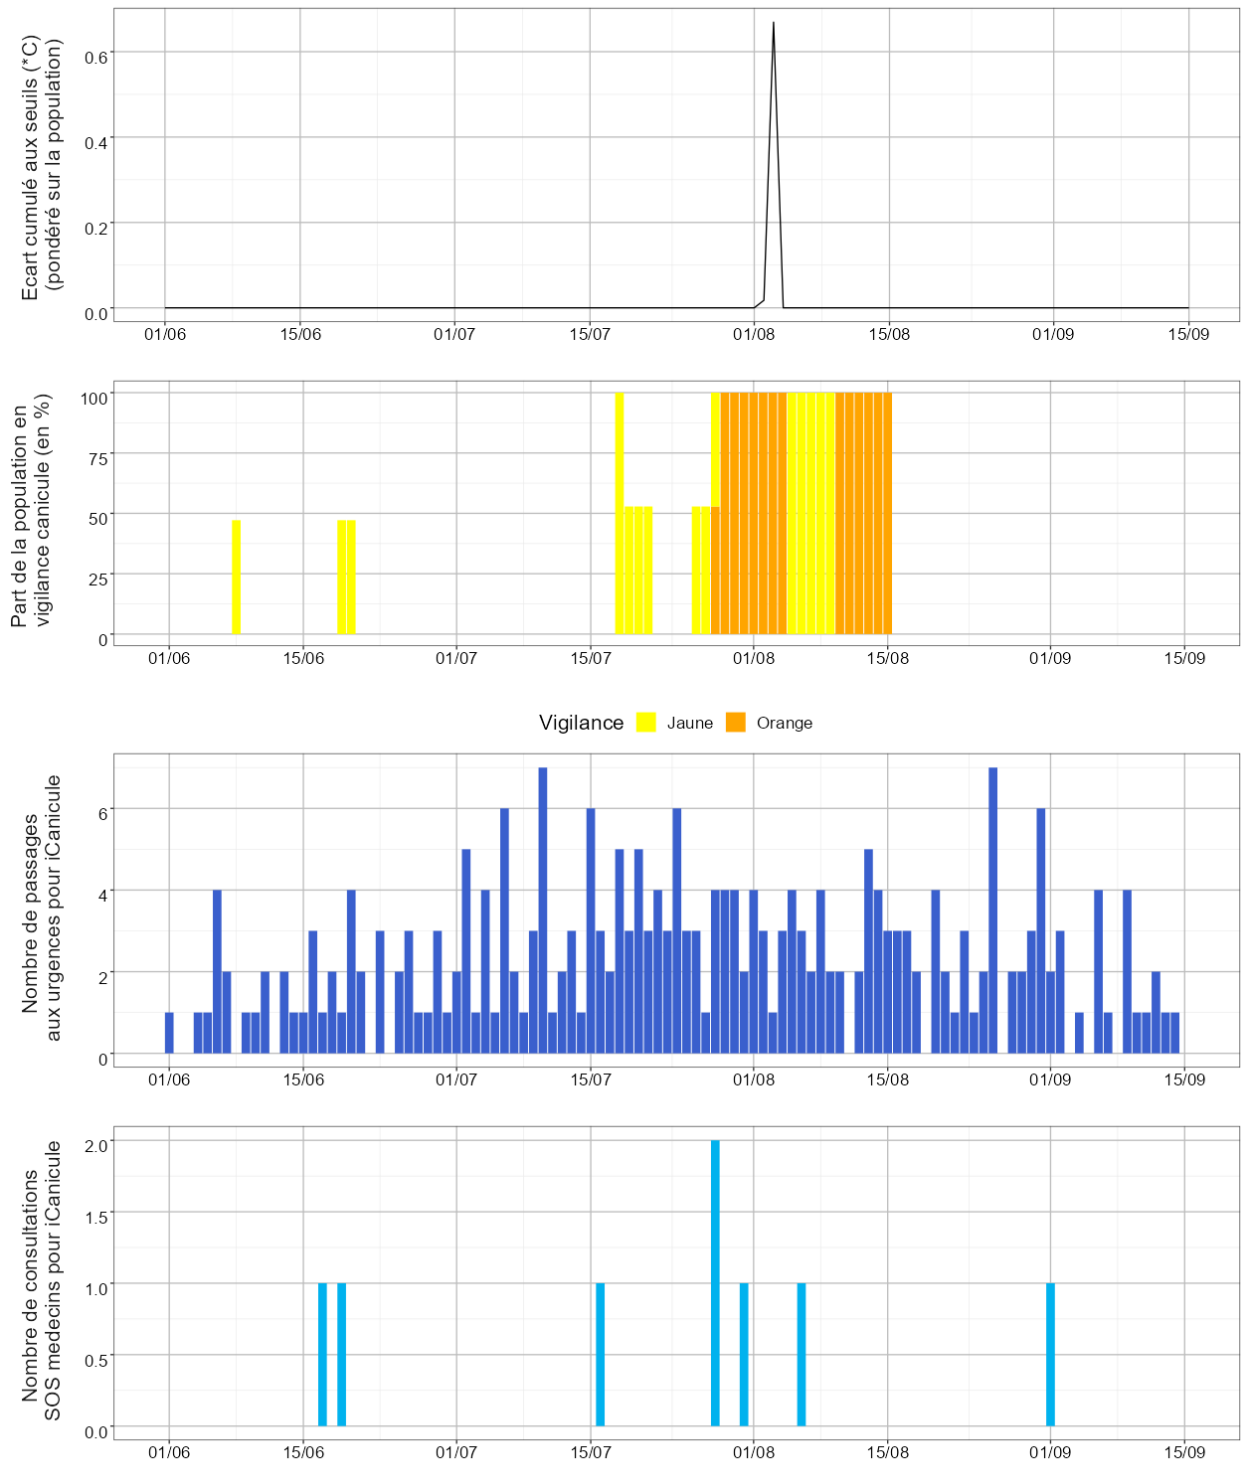 Ecart cumulé aux seuils (*C)
(pondéré sur la population)
0.6
0.4
0.2
0.0
01/06 15/06 01/07 15/07 01/08 15/08 01/09 15/09
Part de la population en
vigilance canicule (en %)
100
75
50
25
0
01/06 15/06 01/07 15/07 01/08 15/08 01/09 15/09
Vigilance Jaune Orange
Nombre de passages
aux urgences pour iCanicule
6
4
2
0
01/06 15/06 01/07 15/07 01/08 15/08 01/09 15/09
Nombre de consultations
SOS medecins pour iCanicule
2.0
1.5
1.0
0.5
0.0
01/06 15/06 01/07 15/07 01/08 15/08 01/09 15/09